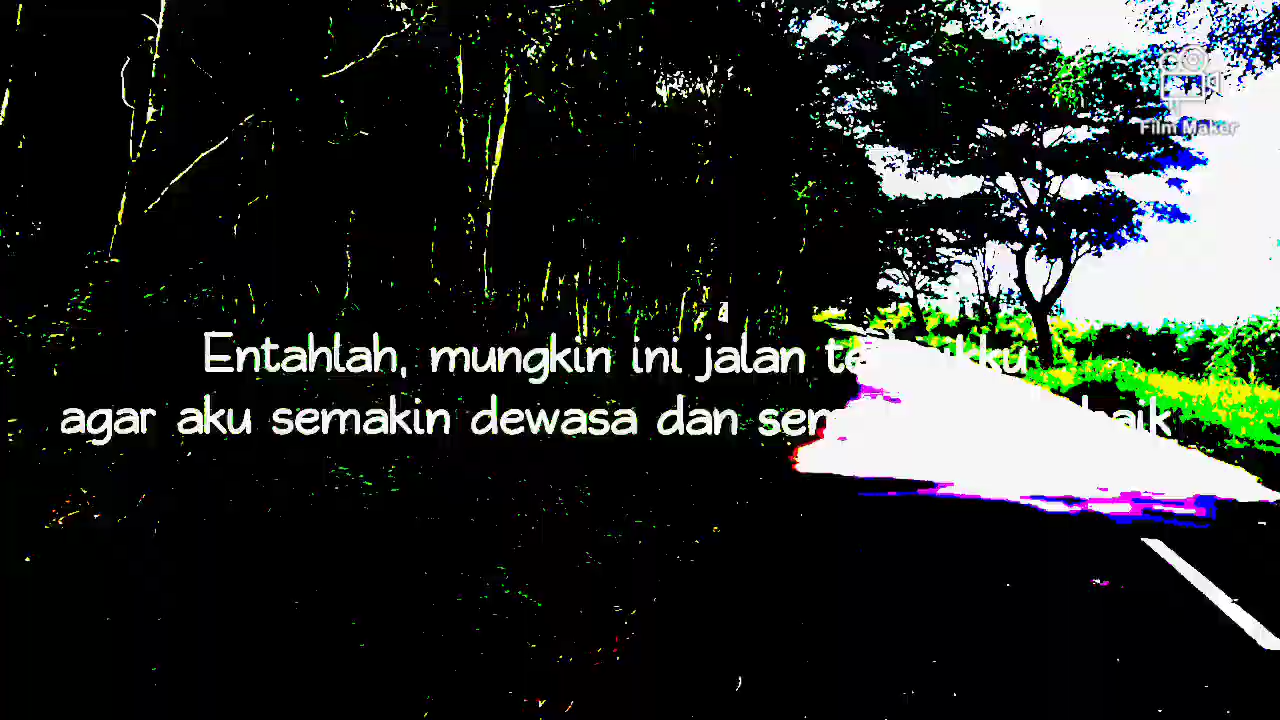 Film Maker
Entahlah, mungkin ini jalan
agar aku semakin dewasa dan